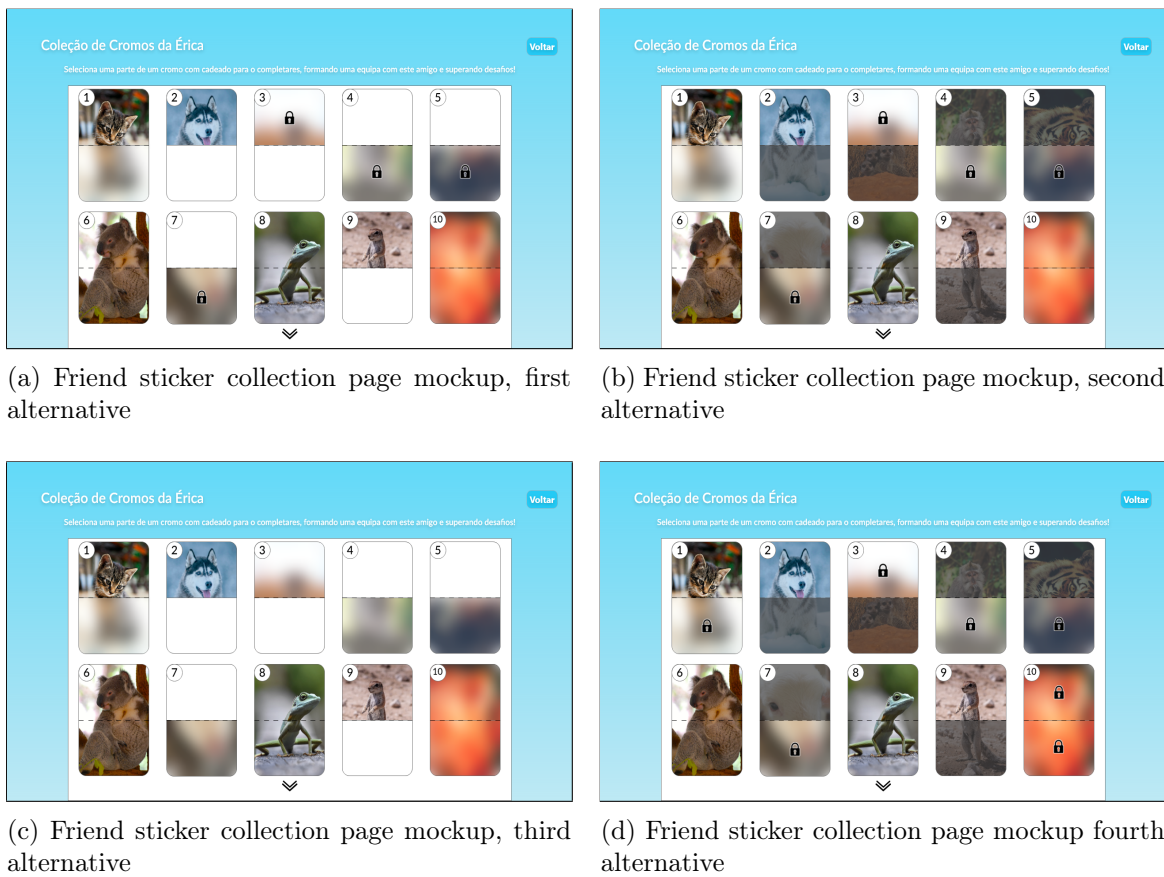 Coleção de Cromos da Érica
Voltar
Seleciona uma parte de um cromo com cadeado para o completares, formando uma equipa com este amigo e superando desafios!
1 2 3 4 5
6 7 8 9 10
(a) Friend sticker collection page mockup, first
alternative
Coleção de Cromos da Érica
Voltar
Seleciona uma parte de um cromo com cadeado para o completares, formando uma equipa com este amigo e superando desafios!
1 2 3 4 5
6 7 8 9 10
(b) Friend sticker collection page mockup, second
alternative
Coleção de Cromos da Érica
Voltar
Seleciona uma parte de um cromo com cadeado para o completares, formando uma equipa com este amigo e superando desafios!
1 2 3 4 5
6 7 8 9 10
(c) Friend sticker collection page mockup, third
alternative
Coleção de Cromos da Érica
Voltar
Seleciona uma parte de um cromo com cadeado para o completares, formando uma equipa com este amigo e superando desafios!
1 2 3 4 5
6 7 8 9 10
(d) Friend sticker collection page mockup fourth
alternative